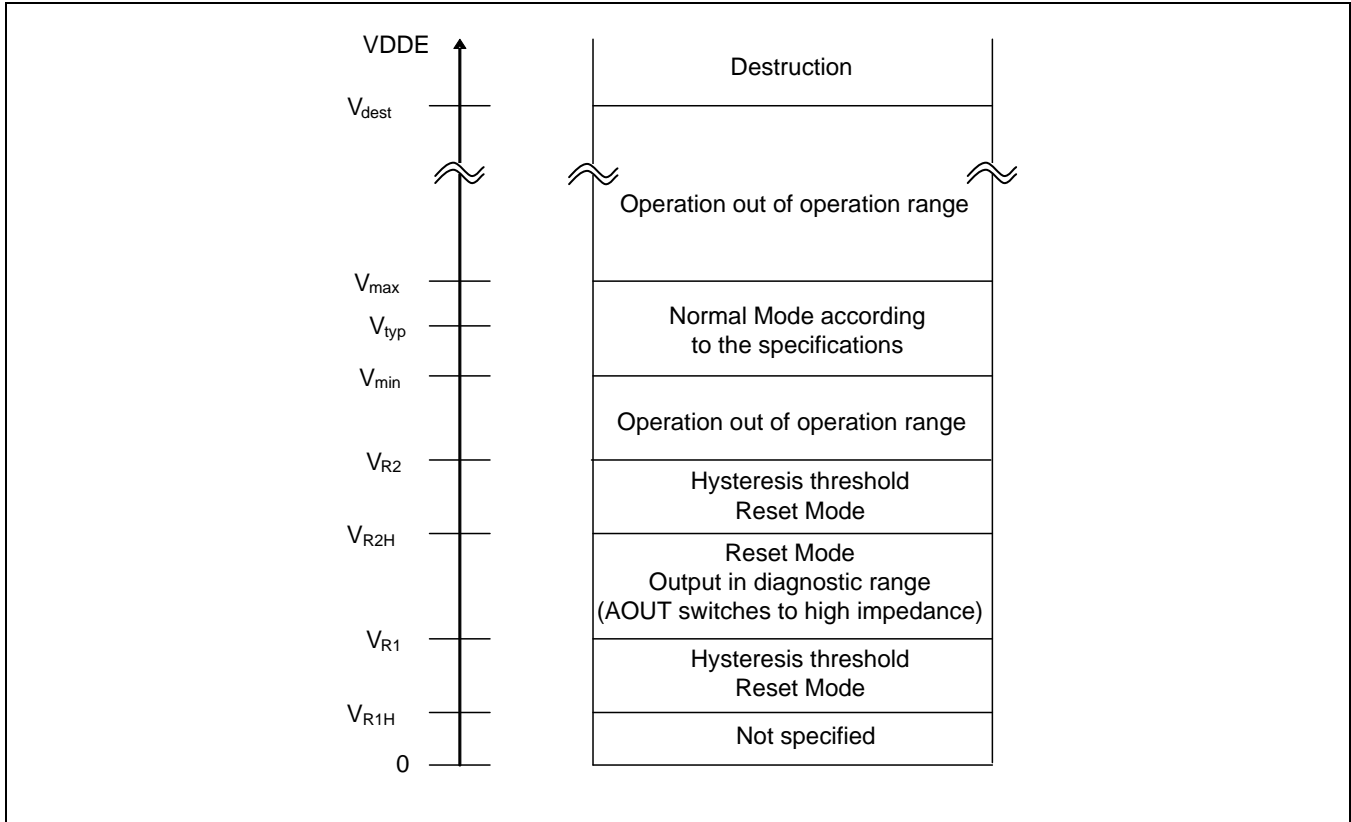 VDDE
Destruction
Vdest
Operation out of operation range
Vmax
Normal Mode according
to the specifications
Vtyp
Vmin
Operation out of operation range
VR2
Hysteresis threshold
Reset Mode
VR2H
Reset Mode
Output in diagnostic range
(AOUT switches to high impedance)
VR1
Hysteresis threshold
Reset Mode
VR1H
Not specified
0